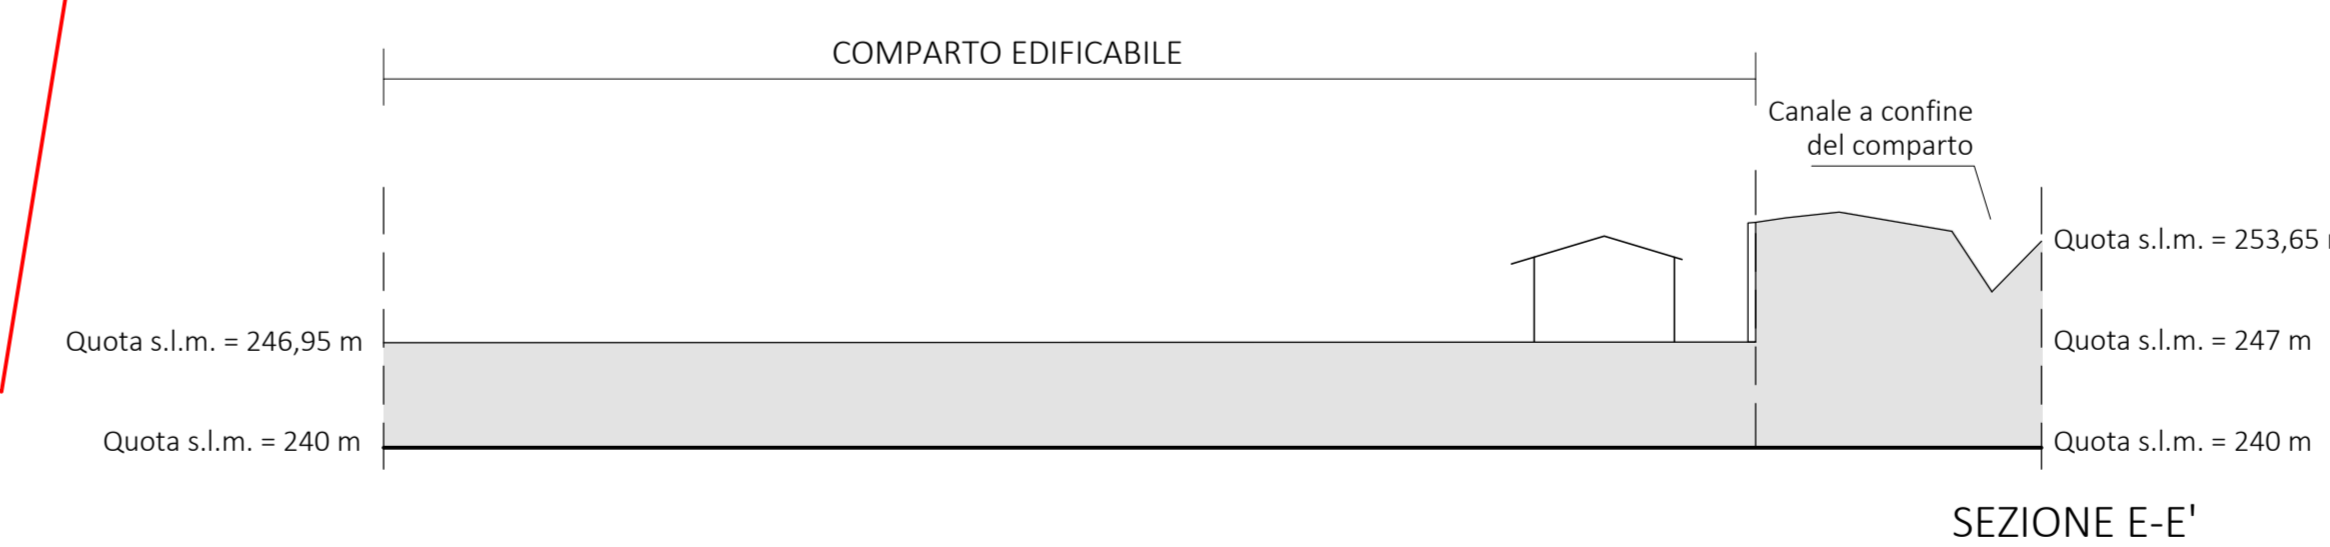 COMPARTO EDIFICABILE
Canale a confine
del comparto
Quota s.l.m. = 253,65
Quota s.l.m. = 246,95 m
Quota s.l.m. = 247 m
Quota s.l.m. = 240 m
Quota s.l.m. = 240 m
SEZIONE E-E'